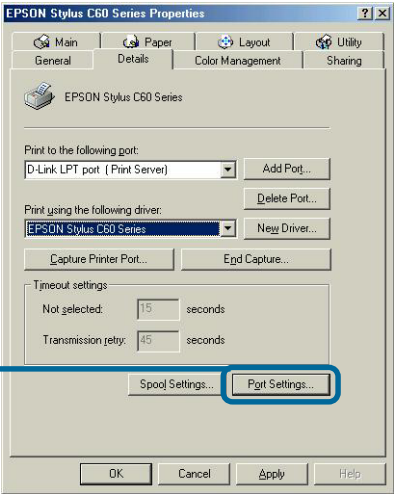 EPSON Stylus C60 Series Properties
Main Paper Layout Utility
General Details Color Management Sharing
EPSON Stylus C60 Series
Print to the following port:
D-Link LPT port ( Print Server) Add Port...
Delete Port...
Print using the following driver:
EPSON Stylus C60 Series New Driver...
Capture Printer Port... End Capture...
Timeout settings
Not selected: 15 seconds
Transmission retry: 45 seconds
Spool Settings... Port Settings...
OK Cancel Apply Help